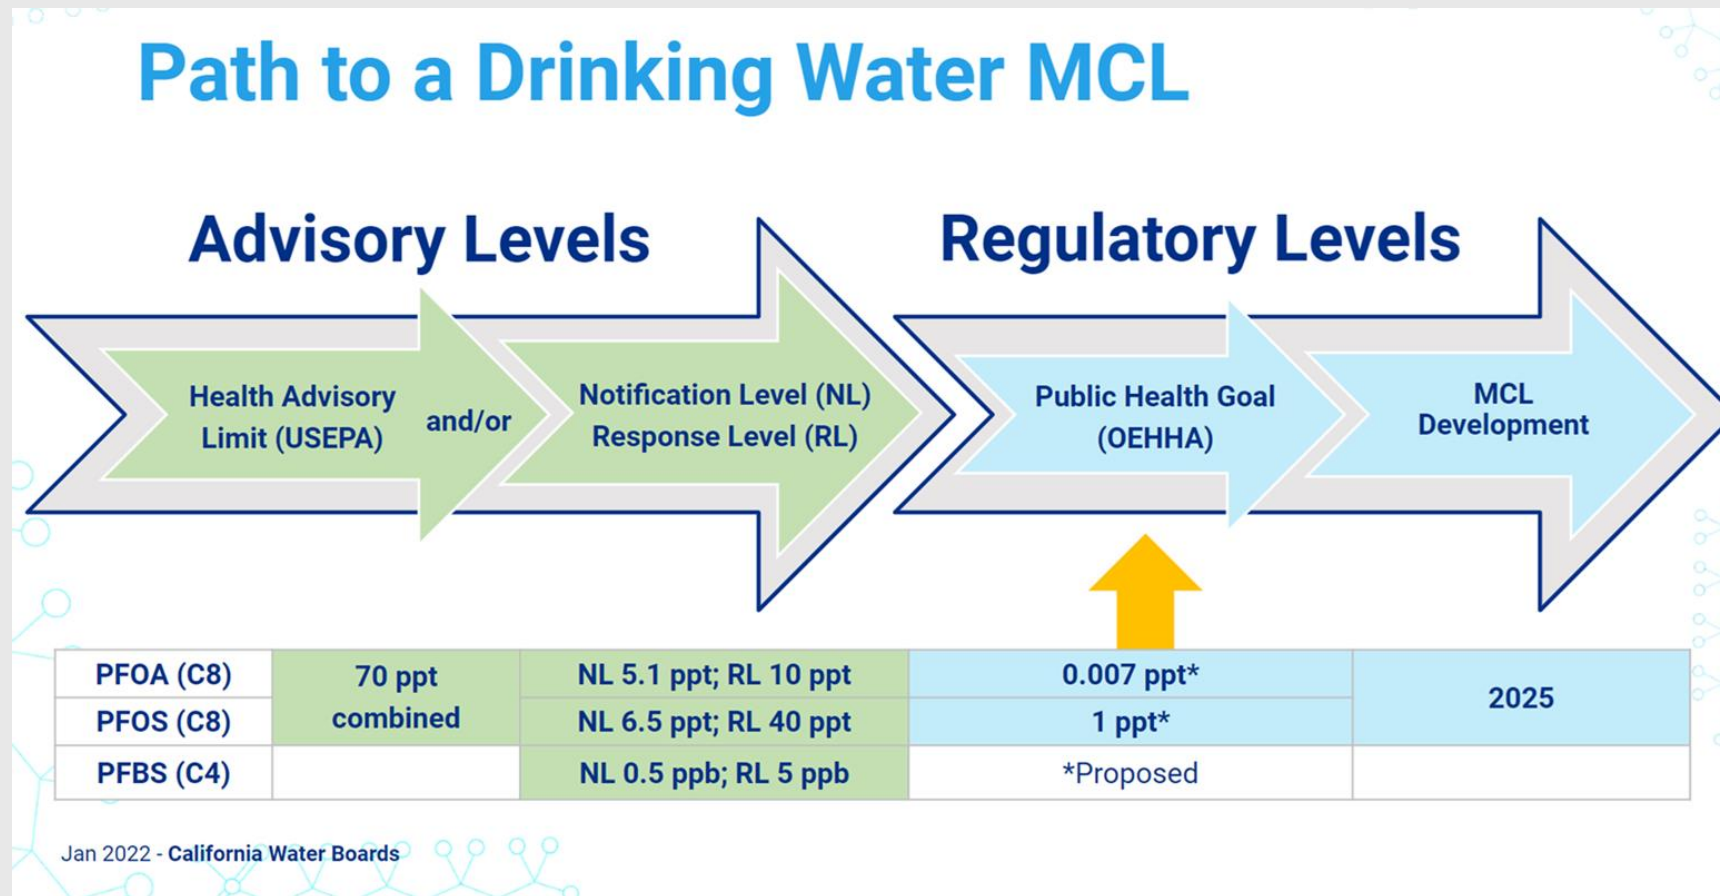 Path to a Drinking Water MCL
Advisory Levels
Regulatory Levels
Health Advisory
Limit (USEPA)
and/or
Notification Level (NL)
Response Level (RL)
Public Health Goal
(OEHHA)
MCL
Development
PFOA (C8)
70 ppt
combined
NL 5.1 ppt; RL 10 ppt
0.007 ppt*
2025
PFOS (C8)
NL 6.5 ppt; RL 40 ppt
1 ppt*
PFBS (C4)
NL 0.5 ppb; RL 5 ppb
*Proposed
Jan 2022 - California Water Boards